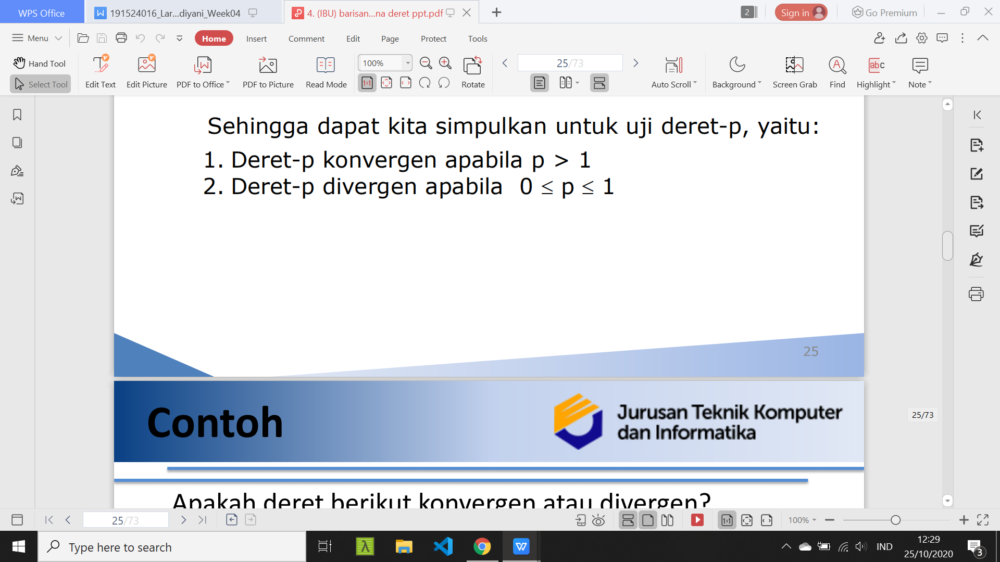 WPS Office
191524016_Lar...diyani_Week04
4. (IBU) barisan...na deret ppt.pdf
2
Sign in
Go Premium
Menu
Home
Insert
Comment
Edit
Page
Protect
Tools
Hand Tool
Select Tool
Edit Text
Edit Picture
PDF to Office
PDF to Picture
Read Mode
100%
1:1
Rotate
25/73
Auto Scroll
Background
Screen Grab
Find
abc
Highlight
Note
Sehingga dapat kita simpulkan untuk uji deret-p, yaitu:
1. Deret-p konvergen apabila p > 1
2. Deret-p divergen apabila 0 ≤ p ≤ 1
25
Contoh
Jurusan Teknik Komputer
dan Informatika
25/73
Apakah deret berikut konvergen atau divergen?
25/73
1:1
100%
Type here to search
IND
12:29
25/10/2020
3